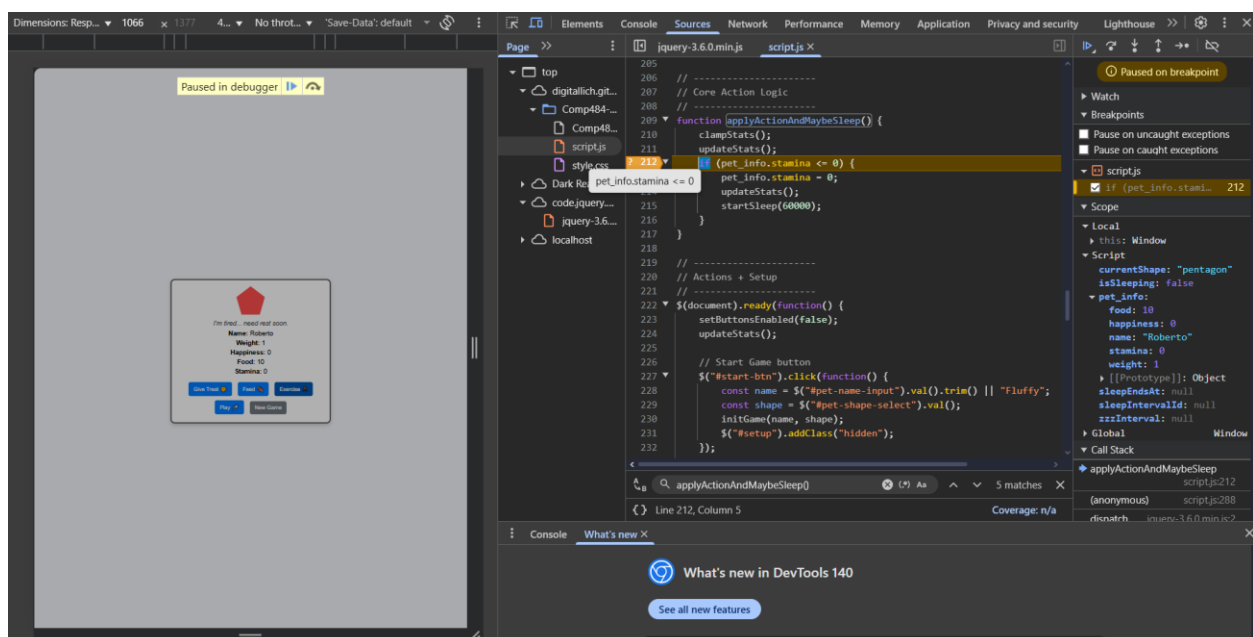 Dimensions: Resp... ▼ 1066 x 1377 4... ▼ No throt... ▼ 'Save-Data': default
Elements Console Sources Network Performance Memory Application Privacy and security Lighthouse
Paused in debugger
I'm tired... need rest soon.
Name: Roberto
Weight: 1
Happiness: 0
Food: 10
Stamina: 0
Give Treat Feed Exercise
Play New Game
Page
top
digitallich.git...
Comp484-...
Comp48...
script.js
style.css
Dark Re
code.jquery....
jquery-3.6....
localhost
pet_info.stamina <= 0
jquery-3.6.0.min.js script.js ×
205
206 // ----------------------
207 // Core Action Logic
208 // ----------------------
209 function applyActionAndMaybeSleep() {
210 clampStats();
211 updateStats();
? 212 if (pet_info.stamina <= 0) {
pet_info.stamina = 0;
updateStats();
215 startSleep(60000);
216 }
217 }
218
219 // ----------------------
220 // Actions + Setup
221 // ----------------------
222 $(document).ready(function() {
223 setButtonsEnabled(false);
224 updateStats();
225
226 // Start Game button
227 $("#start-btn").click(function() {
228 const name = $("#pet-name-input").val().trim() || "Fluffy";
229 const shape = $("#pet-shape-select").val();
230 initGame(name, shape);
231 $("#setup").addClass("hidden");
232 });
applyActionAndMaybeSleep() (.*) Aa 5 matches
{} Line 212, Column 5 Coverage: n/a
Paused on breakpoint
Watch
Breakpoints
Pause on uncaught exceptions
Pause on caught exceptions
script.js
if (pet_info.stami... 212
Scope
Local
this: Window
Script
currentShape: "pentagon"
isSleeping: false
pet_info:
food: 10
happiness: 0
name: "Roberto"
stamina: 0
weight: 1
[[Prototype]]: Object
sleepEndsAt: null
sleepIntervalId: null
zzzInterval: null
Global Window
Call Stack
applyActionAndMaybeSleep
script.js:212
(anonymous) script.js:288
dispatch jquery-3.6.0.min.js:2
Console What's new ×
What's new in DevTools 140
See all new features